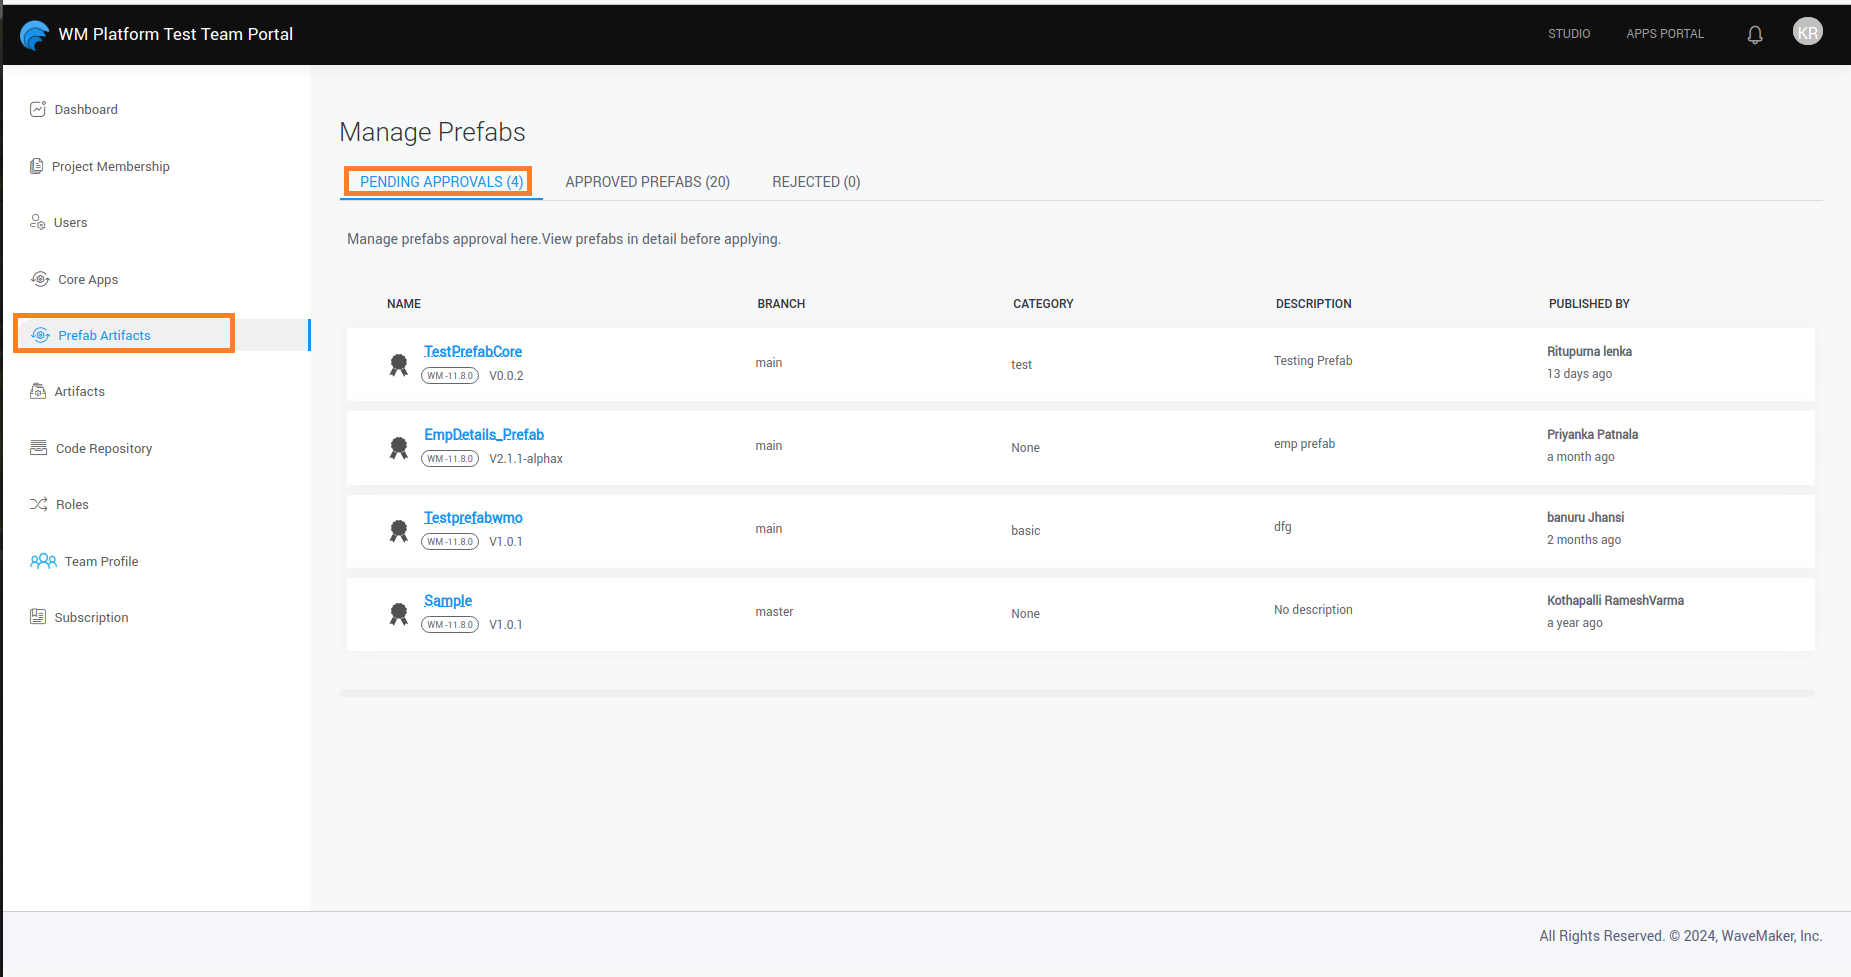 WM Platform Test Team Portal
STUDIO
APPS PORTAL
KR
Dashboard
Project Membership
Users
Core Apps
Prefab Artifacts
Artifacts
Code Repository
Roles
Team Profile
Subscription
Manage Prefabs
PENDING APPROVALS (4) APPROVED PREFABS (20) REJECTED (0)
Manage prefabs approval here.View prefabs in detail before applying.
NAME BRANCH CATEGORY DESCRIPTION PUBLISHED BY
TestPrefabCore
WM -11.8.0 V0.0.2
main
test
Testing Prefab
Ritupurna lenka
13 days ago
EmpDetails_Prefab
WM -11.8.0 V2.1.1-alphax
main
None
emp prefab
Priyanka Patnala
a month ago
Testprefabwmo
WM -11.8.0 V1.0.1
main
basic
dfg
banuru Jhansi
2 months ago
Sample
WM -11.8.0 V1.0.1
master
None
No description
Kothapalli RameshVarma
a year ago
All Rights Reserved. © 2024, WaveMaker, Inc.